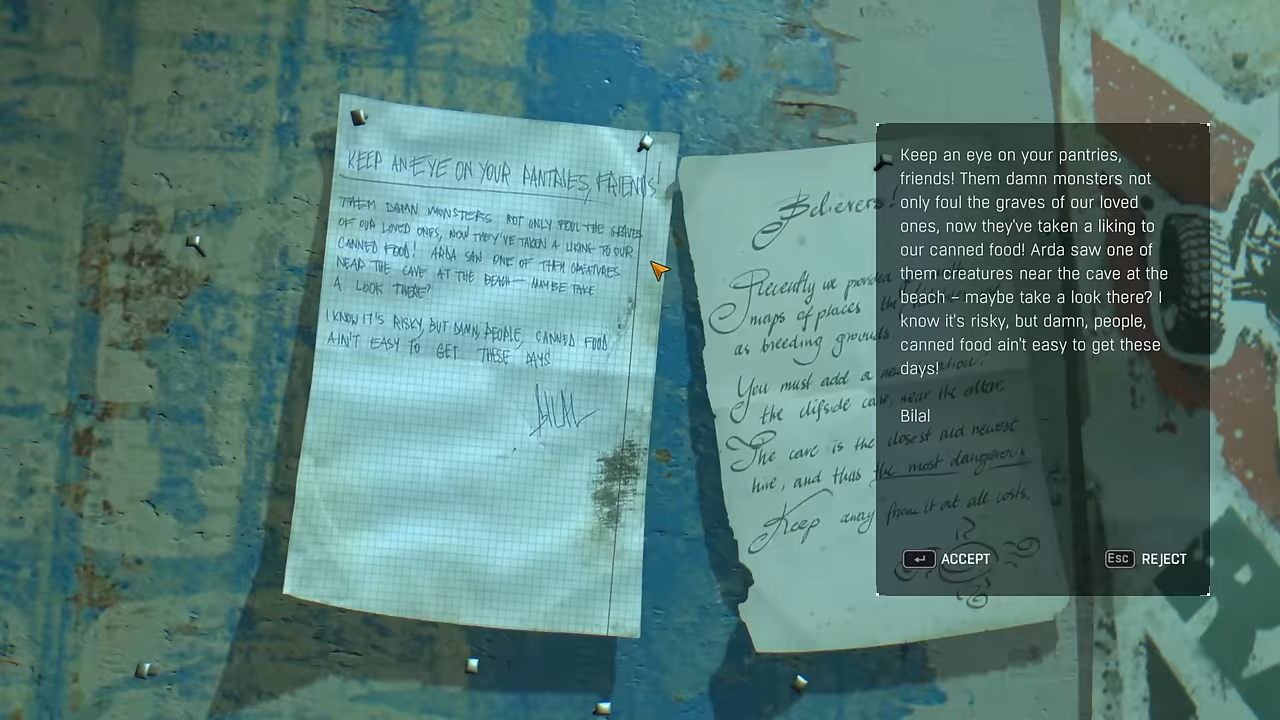 KEEP AN EYE ON YOUR PANTRIES, FRIENDS!
THEM DAMN MONSTERS NOT ONLY FOUL THE GRAVES
OF OUR LOVED ONES, NOW THEY'VE TAKEN A LIKING TO OUR
CANNED FOOD! ARDA SAW ONE OF THEM CREATURES
NEAR THE CAVE AT THE BEACH – MAYBE TAKE
A LOOK THERE?
I KNOW IT'S RISKY, BUT DAMN, PEOPLE, CANNED FOOD
AIN'T EASY TO GET THESE DAYS
BILAL
Believers!
Recently we provided
maps of places the
as breeding grounds
You must add a
the clifside cave, near the altar.
The cave is the closest and newest
hive, and thus the most dangerous.
Keep away from it at all costs.
Keep an eye on your pantries,
friends! Them damn monsters not
only foul the graves of our loved
ones, now they've taken a liking to
our canned food! Arda saw one of
them creatures near the cave at the
beach – maybe take a look there? I
know it's risky, but damn, people,
canned food ain't easy to get these
days!
Bilal
ACCEPT
Esc REJECT